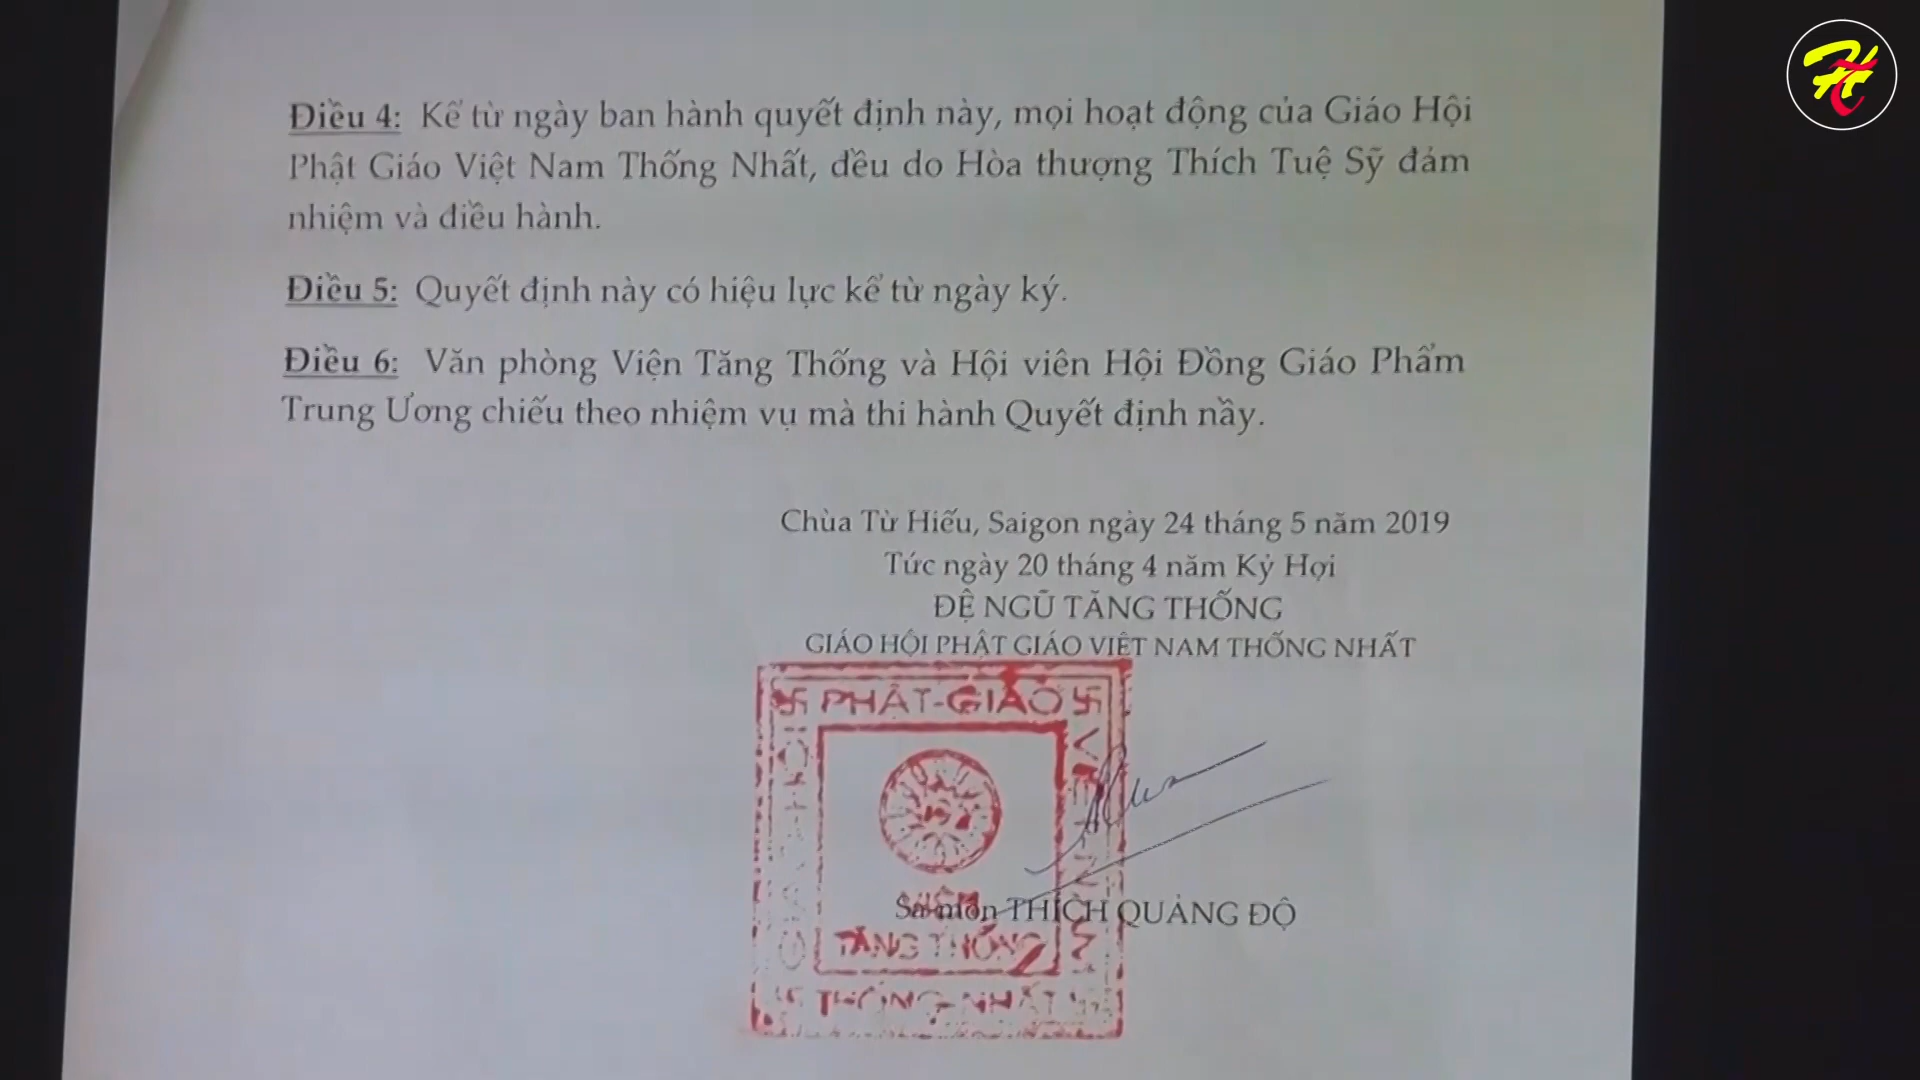 Điều 4: Kể từ ngày ban hành quyết định này, mọi hoạt động của Giáo Hội
Phật Giáo Việt Nam Thống Nhất, đều do Hòa thượng Thích Tuệ Sỹ đảm
nhiệm và điều hành.
Điều 5: Quyết định này có hiệu lực kể từ ngày ký.
Điều 6: Văn phòng Viện Tăng Thống và Hội viên Hội Đồng Giáo Phẩm
Trung Ương chiếu theo nhiệm vụ mà thi hành Quyết định nầy.
Chùa Từ Hiếu, Saigon ngày 24 tháng 5 năm 2019
Tức ngày 20 tháng 4 năm Kỷ Hợi
ĐỆ NGŨ TĂNG THỐNG
GIÁO HỘI PHẬT GIÁO VIỆT NAM THỐNG NHẤT
PHẬT-GIÁO
VIỆT-NAM
Sa môn THÍCH QUẢNG ĐỘ
TĂNG THỐNG
THỐNG-NHẤT